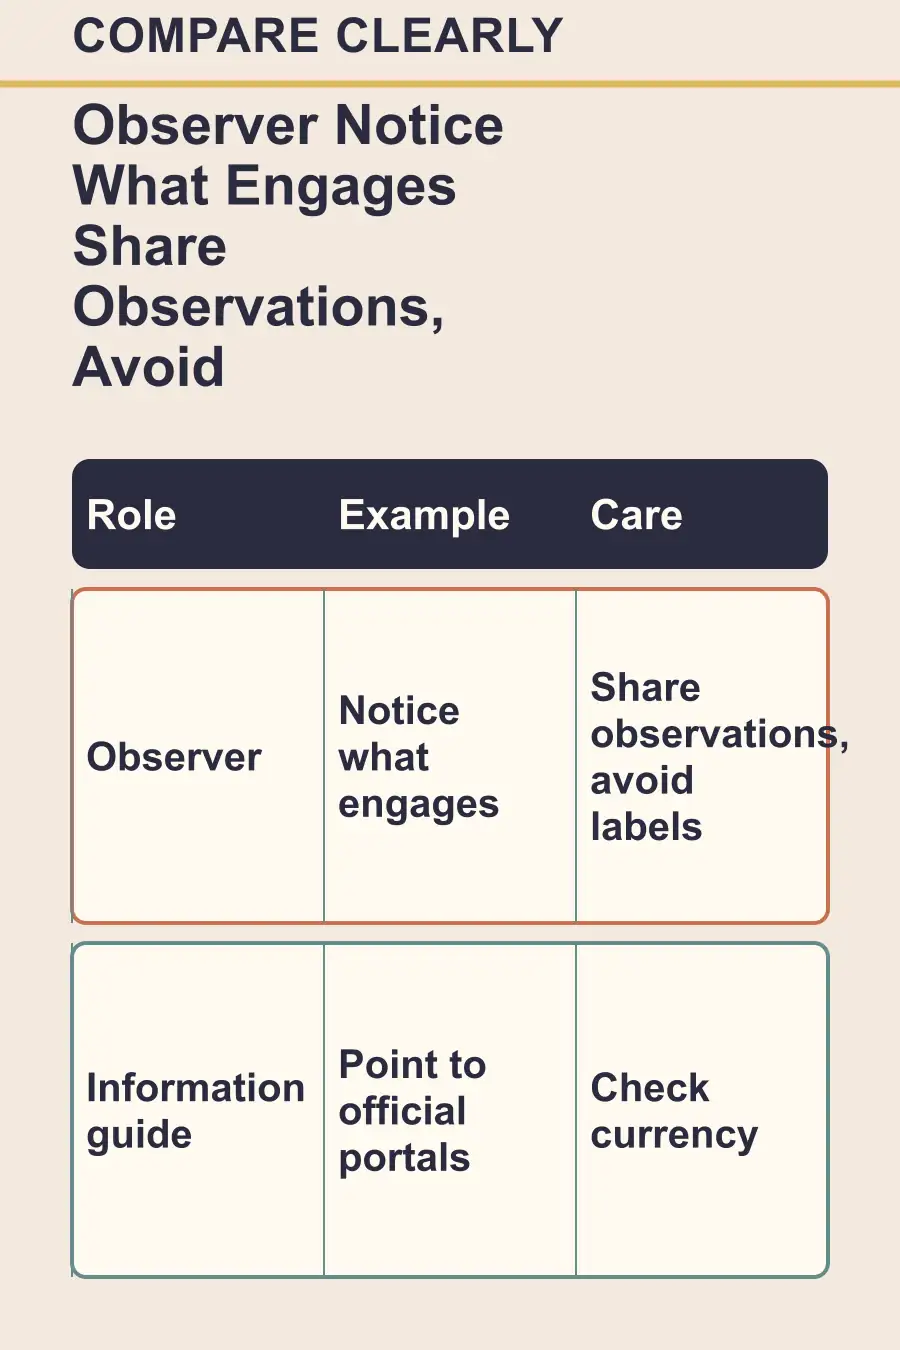 COMPARE CLEARLY
Observer Notice
What Engages
Share
Observations,
Avoid
Role Example Care
Observer
Notice
what
engages
Share
observations,
avoid
labels
Information
guide
Point to
official
portals
Check
currency